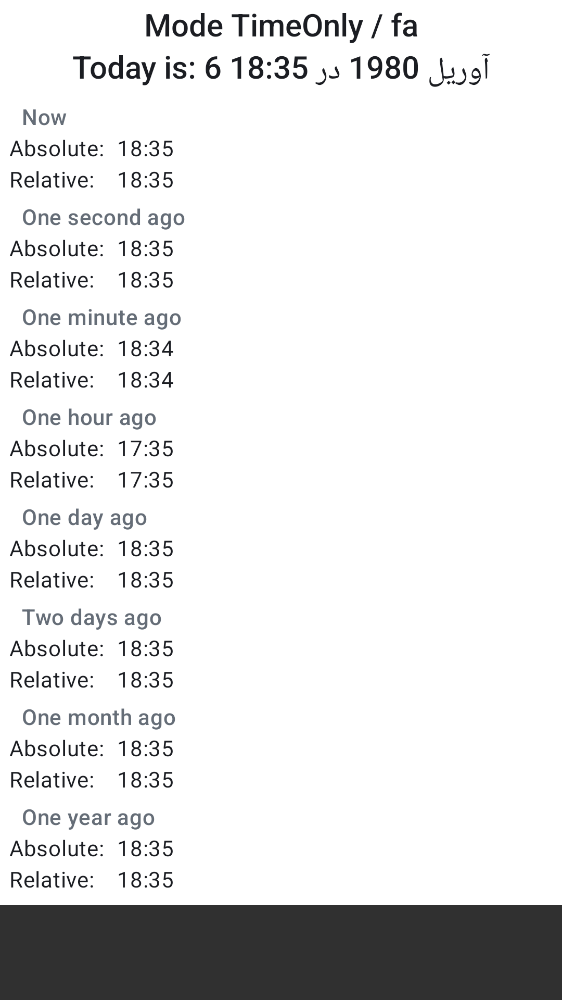 Mode TimeOnly / fa
Today is: 6 آوریل 1980 در 18:35
Now
Absolute: 18:35
Relative: 18:35
One second ago
Absolute: 18:35
Relative: 18:35
One minute ago
Absolute: 18:34
Relative: 18:34
One hour ago
Absolute: 17:35
Relative: 17:35
One day ago
Absolute: 18:35
Relative: 18:35
Two days ago
Absolute: 18:35
Relative: 18:35
One month ago
Absolute: 18:35
Relative: 18:35
One year ago
Absolute: 18:35
Relative: 18:35